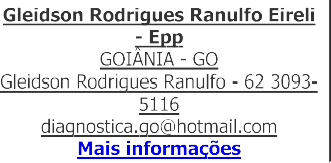 Gleidson Rodrigues Ranulfo Eireli
- Epp
GOIÂNIA - GO
Gleidson Rodrigues Ranulfo - 62 3093-
5116
diagnostica.go@hotmail.com
Mais informações